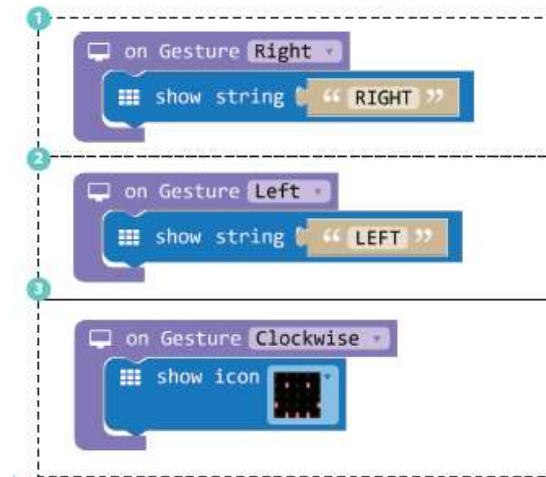 1
on Gesture Right
show string “ RIGHT ”
2
on Gesture Left
show string “ LEFT ”
3
on Gesture Clockwise
show icon